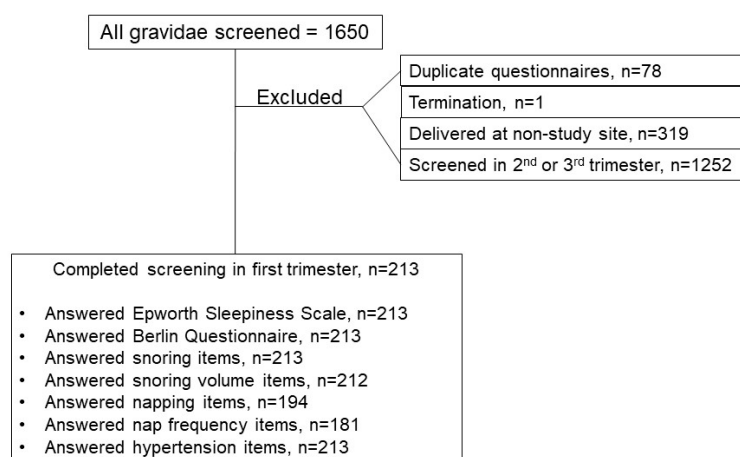 All gravidae screened = 1650
Excluded
Duplicate questionnaires, n=78
Termination, n=1
Delivered at non-study site, n=319
Screened in 2nd or 3rd trimester, n=1252
Completed screening in first trimester, n=213
• Answered Epworth Sleepiness Scale, n=213
• Answered Berlin Questionnaire, n=213
• Answered snoring items, n=213
• Answered snoring volume items, n=212
• Answered napping items, n=194
• Answered nap frequency items, n=181
• Answered hypertension items, n=213